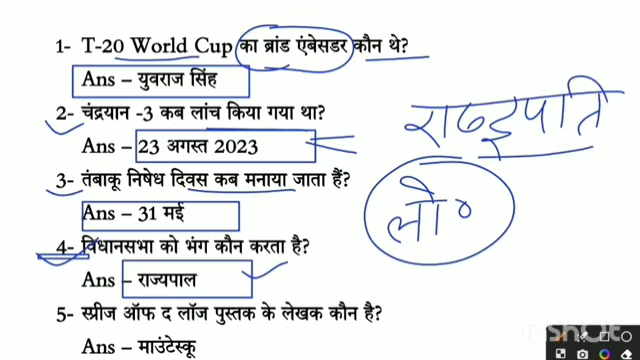 1- T-20 World Cup का ब्रांड एंबेसडर कौन थे?
Ans – युवराज सिंह
2- चंद्रयान -3 कब लांच किया गया था?
Ans – 23 अगस्त 2023
राष्ट्रपति
3- तंबाकू निषेध दिवस कब मनाया जाता हैं?
Ans – 31 मई
लो०
4- विधानसभा को भंग कौन करता है?
Ans – राज्यपाल
5- स्प्रीज ऑफ द लॉज पुस्तक के लेखक कौन है?
Ans – माउंटेस्कू